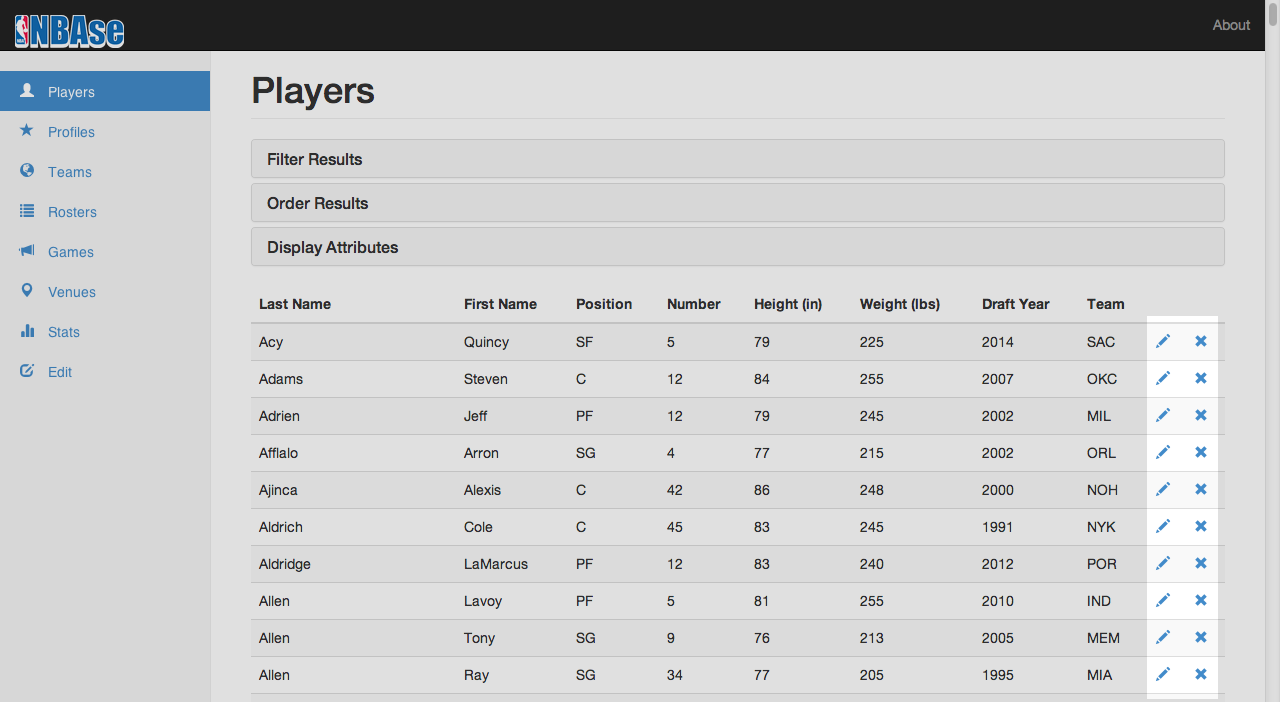 NBAse
About
Players
Profiles
Teams
Rosters
Games
Venues
Stats
Edit
Players
Filter Results
Order Results
Display Attributes
Last Name First Name Position Number Height (in) Weight (lbs) Draft Year Team
Acy Quincy SF 5 79 225 2014 SAC
Adams Steven C 12 84 255 2007 OKC
Adrien Jeff PF 12 79 245 2002 MIL
Afflalo Arron SG 4 77 215 2002 ORL
Ajinca Alexis C 42 86 248 2000 NOH
Aldrich Cole C 45 83 245 1991 NYK
Aldridge LaMarcus PF 12 83 240 2012 POR
Allen Lavoy PF 5 81 255 2010 IND
Allen Tony SG 9 76 213 2005 MEM
Allen Ray SG 34 77 205 1995 MIA